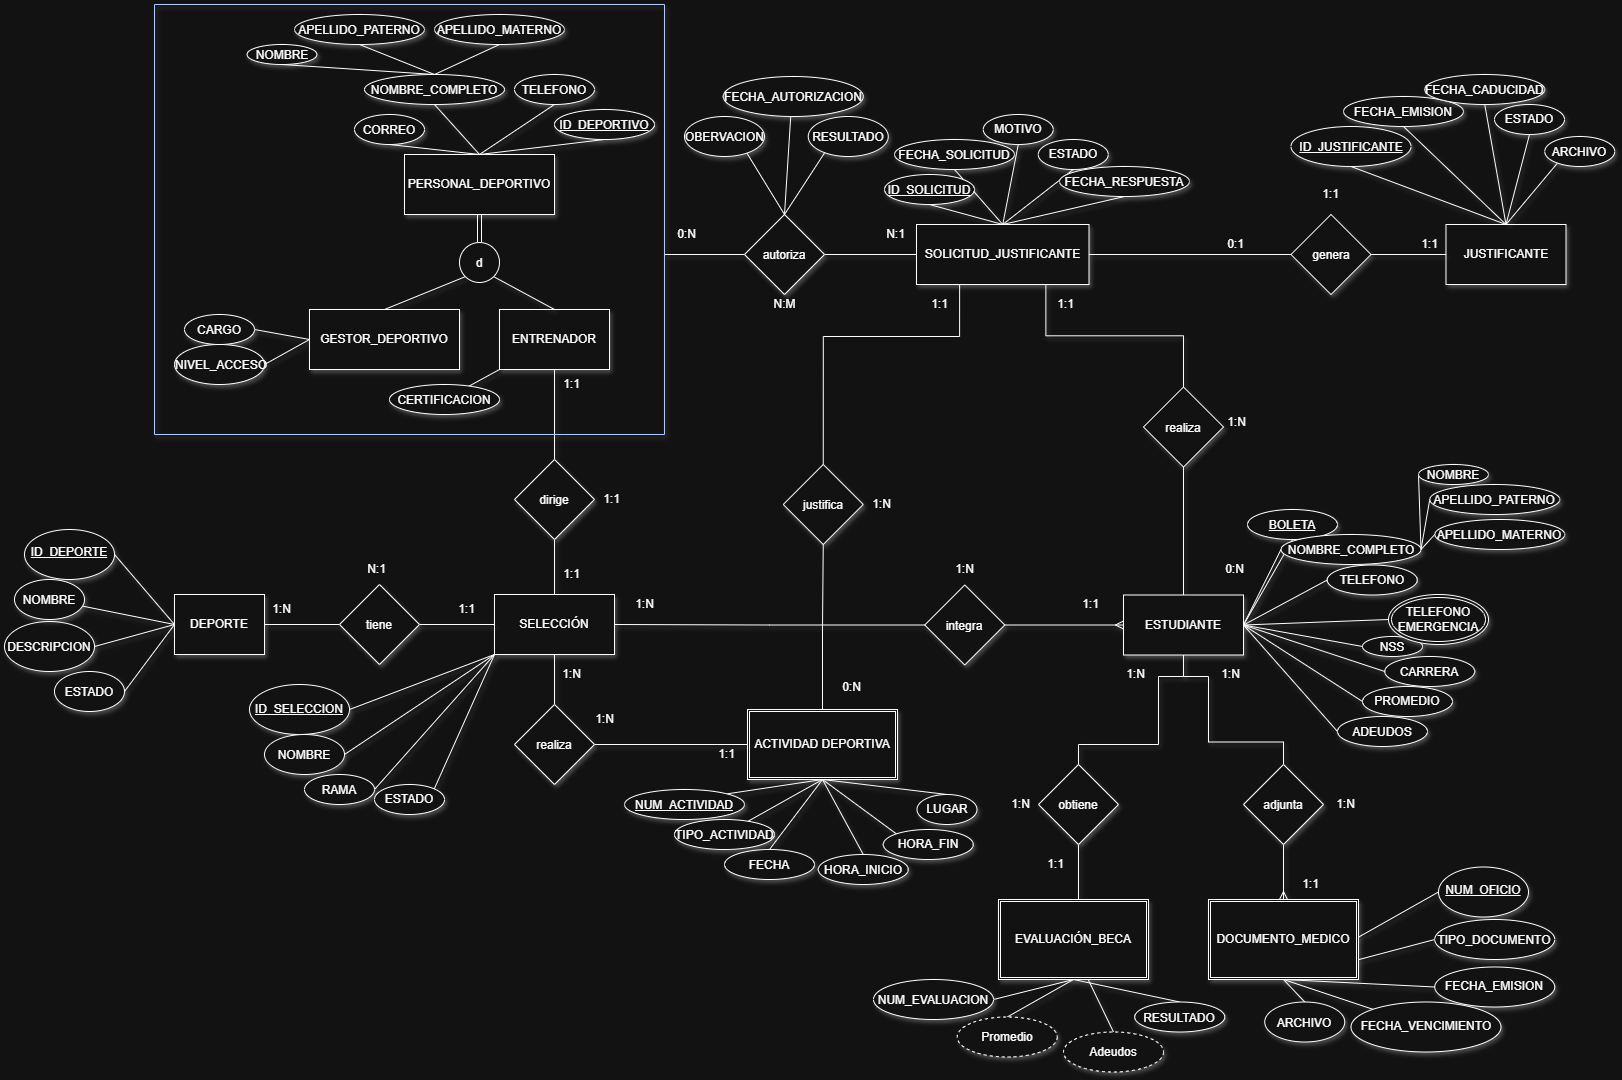 APELLIDO_PATERNO
APELLIDO_MATERNO
NOMBRE
NOMBRE_COMPLETO
TELEFONO
CORREO
ID_DEPORTIVO
PERSONAL_DEPORTIVO
d
CARGO
NIVEL_ACCESO
GESTOR_DEPORTIVO
ENTRENADOR
CERTIFICACION
1:1
FECHA_AUTORIZACION
OBERVACION
RESULTADO
0:N
autoriza
N:1
N:M
MOTIVO
FECHA_SOLICITUD
ESTADO
ID_SOLICITUD
FECHA_RESPUESTA
SOLICITUD_JUSTIFICANTE
1:1
1:1
0:1
1:1
genera
1:1
FECHA_CADUCIDAD
FECHA_EMISION
ESTADO
ID_JUSTIFICANTE
ARCHIVO
JUSTIFICANTE
realiza
1:N
dirige
1:1
1:1
justifica
1:N
ID_DEPORTE
NOMBRE
DESCRIPCION
ESTADO
DEPORTE
1:N
N:1
tiene
1:1
SELECCIÓN
1:N
1:N
integra
1:1
0:N
ESTUDIANTE
BOLETA
NOMBRE_COMPLETO
NOMBRE
APELLIDO_PATERNO
APELLIDO_MATERNO
TELEFONO
TELEFONO
EMERGENCIA
NSS
CARRERA
PROMEDIO
ADEUDOS
ID_SELECCION
NOMBRE
RAMA
ESTADO
1:N
realiza
1:N
1:1
0:N
ACTIVIDAD DEPORTIVA
NUM_ACTIVIDAD
TIPO_ACTIVIDAD
FECHA
HORA_INICIO
HORA_FIN
LUGAR
1:N
1:N
1:N
obtiene
1:1
adjunta
1:N
1:1
EVALUACIÓN_BECA
NUM_EVALUACION
Promedio
Adeudos
RESULTADO
DOCUMENTO_MEDICO
NUM_OFICIO
TIPO_DOCUMENTO
FECHA_EMISION
FECHA_VENCIMIENTO
ARCHIVO